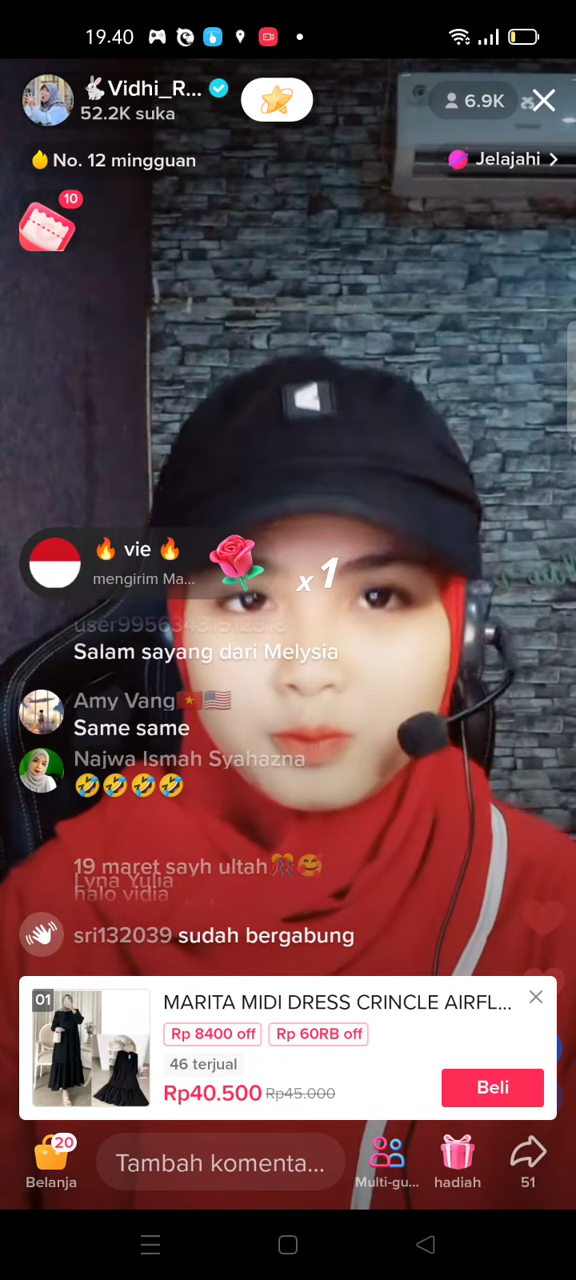 19.40
Vidhi_R...
52.2K suka
6.9K
No. 12 mingguan
Jelajahi >
10
vie
mengirim Ma...
x1
Salam sayang dari Melysia
Amy Vang
Same same
Najwa Ismah Syahazna
19 maret sayh ultah
Lyna Yulia
halo vidia
sri132039 sudah bergabung
01
MARITA MIDI DRESS CRINCLE AIRFL...
Rp 8400 off
Rp 60RB off
46 terjual
Rp40.500 Rp45.000
Beli
20
Belanja
Tambah komenta...
Multi-gu...
hadiah
51